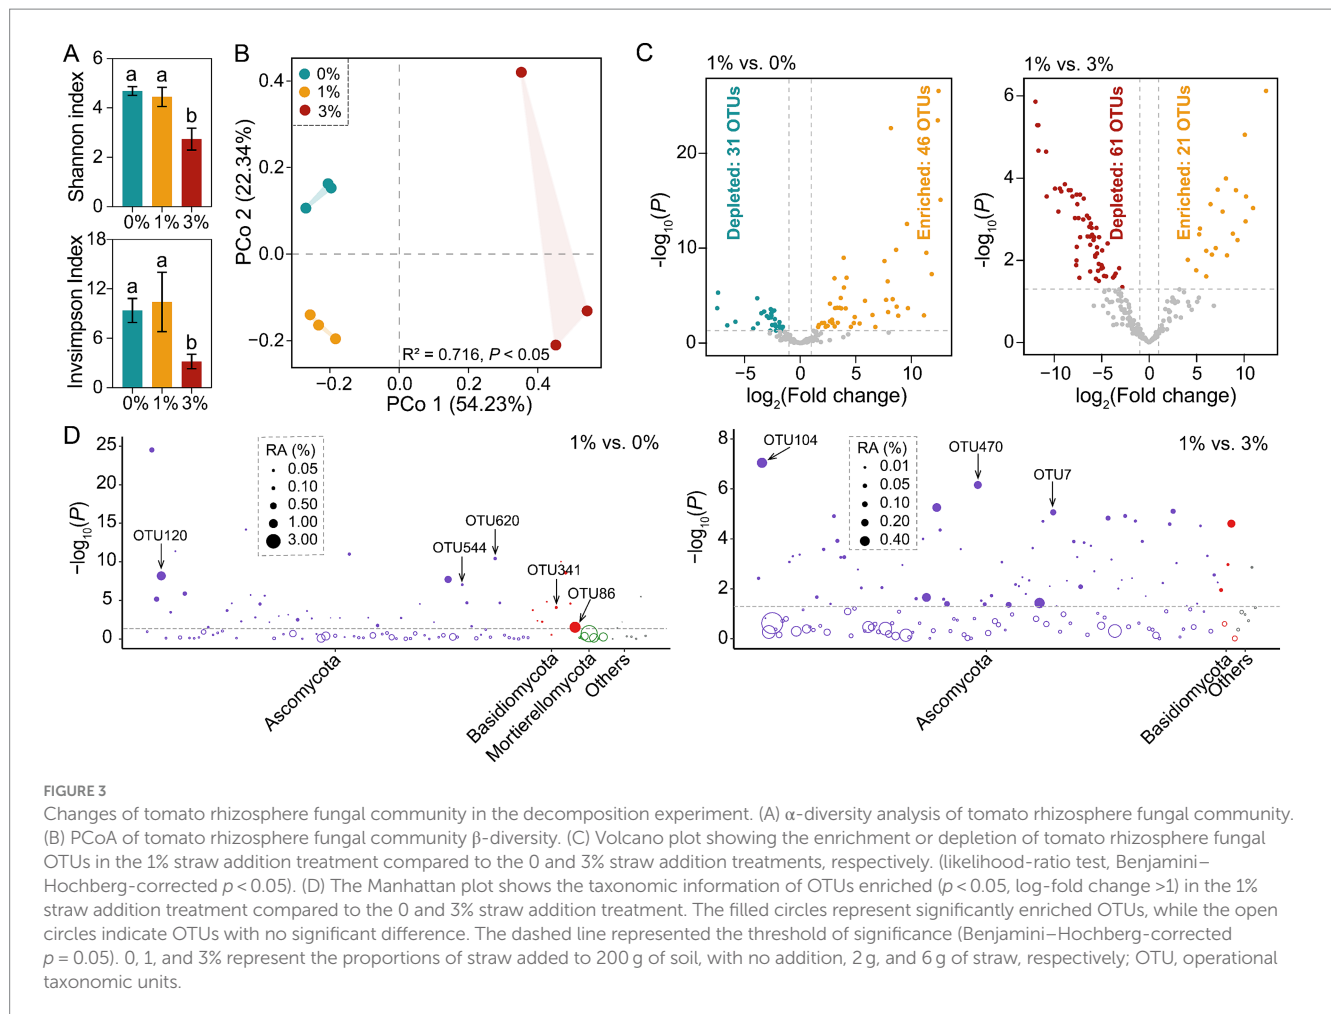 A
Shannon index
6
4
2
0
a
a
b
0% 1% 3%
Invsimpson Index
18
12
6
0
a
a
b
0% 1% 3%
B
PCo 2 (22.34%)
0.4
0.2
0.0
−0.2
0%
1%
3%
R² = 0.716, P < 0.05
−0.2 0.0 0.2 0.4
PCo 1 (54.23%)
C
1% vs. 0%
-log10(P)
20
10
0
Depleted: 31 OTUs
Enriched: 46 OTUs
−5 0 5 10
log2(Fold change)
1% vs. 3%
-log10(P)
6
4
2
0
Depleted: 61 OTUs
Enriched: 21 OTUs
−10 −5 0 5 10
log2(Fold change)
D
−log10(P)
25
20
15
10
5
0
RA (%)
0.05
0.10
0.50
1.00
3.00
1% vs. 0%
OTU120
OTU620
OTU544
OTU341
OTU86
Ascomycota
Basidiomycota
Mortierellomycota
Others
−log10(P)
8
6
4
2
0
OTU104
RA (%)
0.01
0.05
0.10
0.20
0.40
OTU470
OTU7
1% vs. 3%
Ascomycota
Basidiomycota
Others
FIGURE 3
Changes of tomato rhizosphere fungal community in the decomposition experiment. (A) α-diversity analysis of tomato rhizosphere fungal community.
(B) PCoA of tomato rhizosphere fungal community β-diversity. (C) Volcano plot showing the enrichment or depletion of tomato rhizosphere fungal
OTUs in the 1% straw addition treatment compared to the 0 and 3% straw addition treatments, respectively. (likelihood-ratio test, Benjamini–
Hochberg-corrected p < 0.05). (D) The Manhattan plot shows the taxonomic information of OTUs enriched (p < 0.05, log-fold change >1) in the 1%
straw addition treatment compared to the 0 and 3% straw addition treatment. The filled circles represent significantly enriched OTUs, while the open
circles indicate OTUs with no significant difference. The dashed line represented the threshold of significance (Benjamini–Hochberg-corrected
p = 0.05). 0, 1, and 3% represent the proportions of straw added to 200 g of soil, with no addition, 2 g, and 6 g of straw, respectively; OTU, operational
taxonomic units.